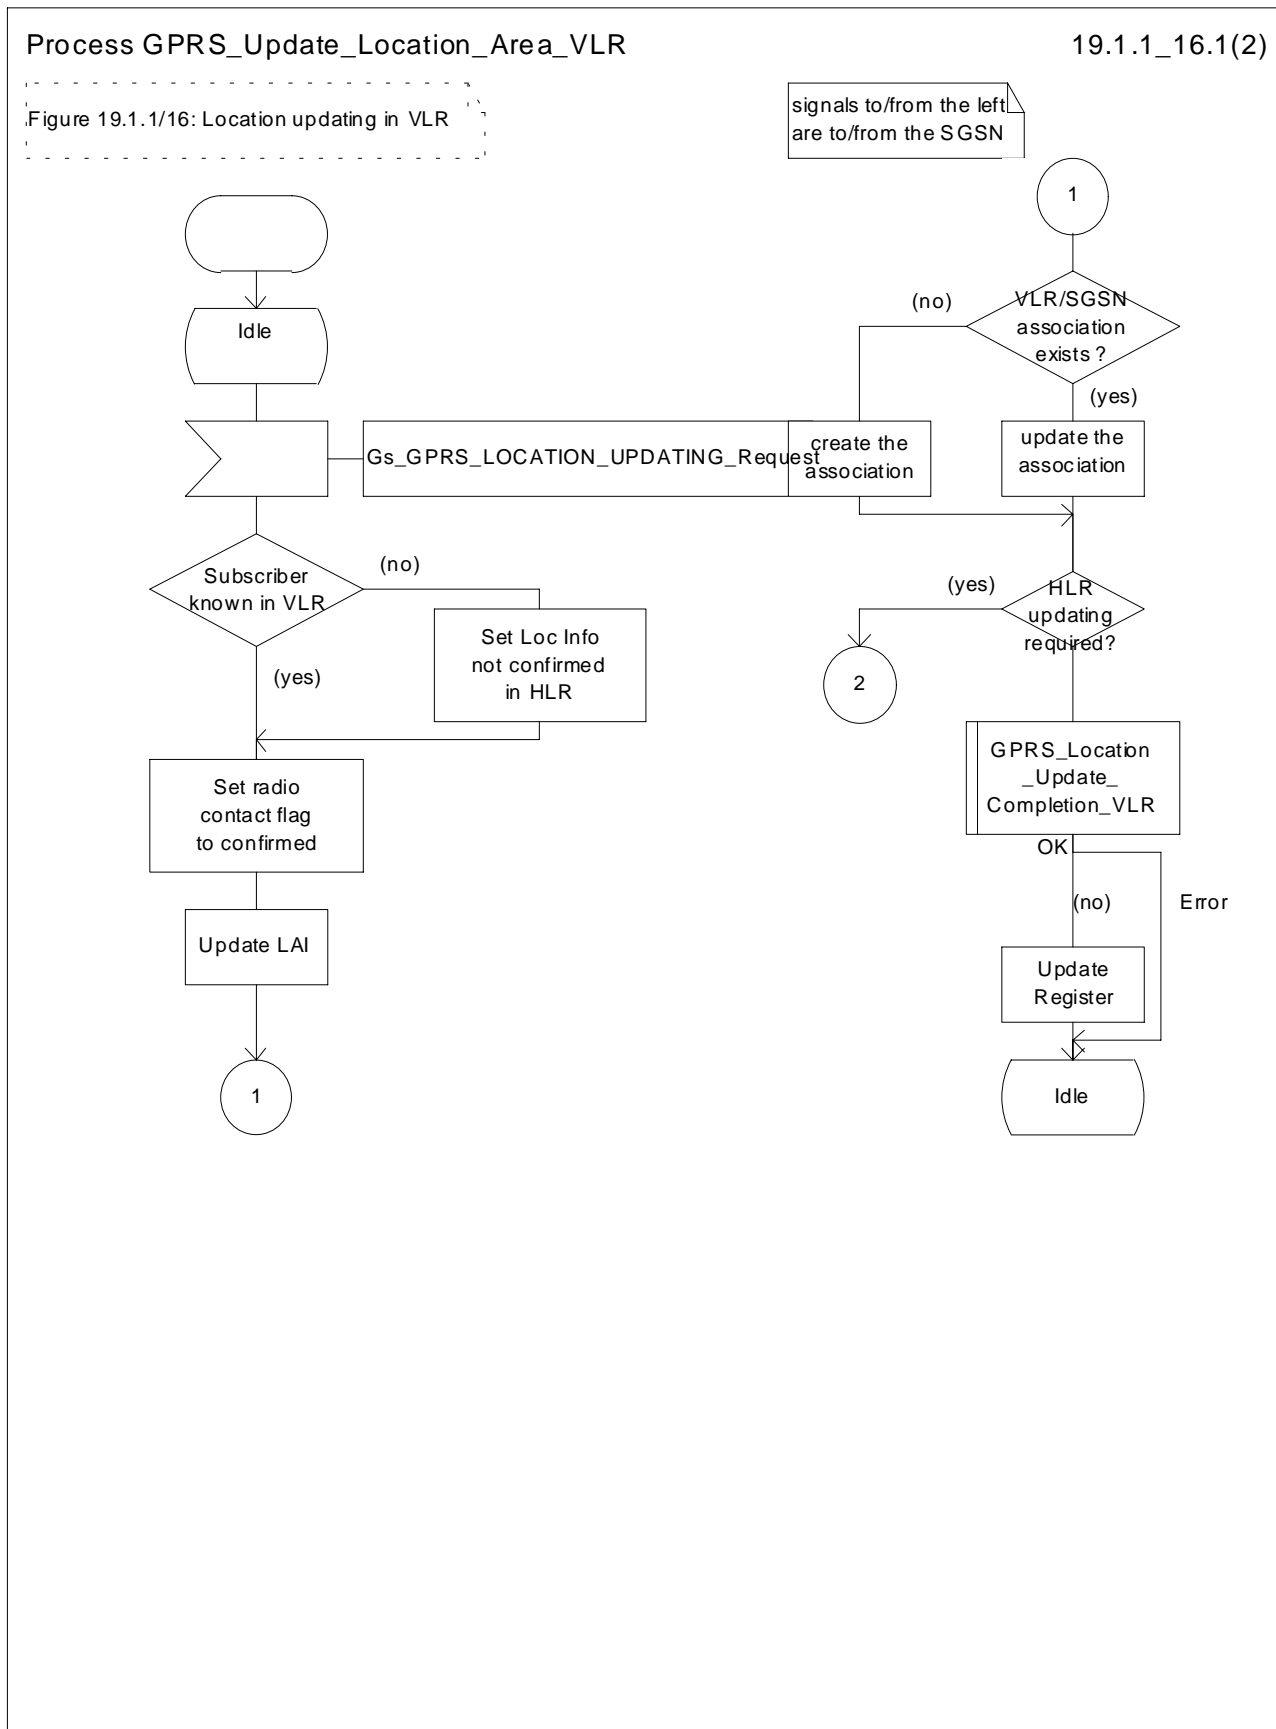 Process GPRS_Update_Location_Area_VLR
19.1.1_16.1(2)
Figure 19.1.1/16: Location updating in VLR
signals to/from the left
are to/from the SGSN
Idle
Gs_GPRS_LOCATION_UPDATING_Request
Subscriber
known in VLR
(no)
(yes)
Set Loc Info
not confirmed
in HLR
Set radio
contact flag
to confirmed
Update LAI
1
1
VLR/SGSN
association
exists ?
(no)
(yes)
create the
association
update the
association
HLR
updating
required?
(yes)
2
GPRS_Location
_Update_
Completion_VLR
OK
(no)
Error
Update
Register
Idle